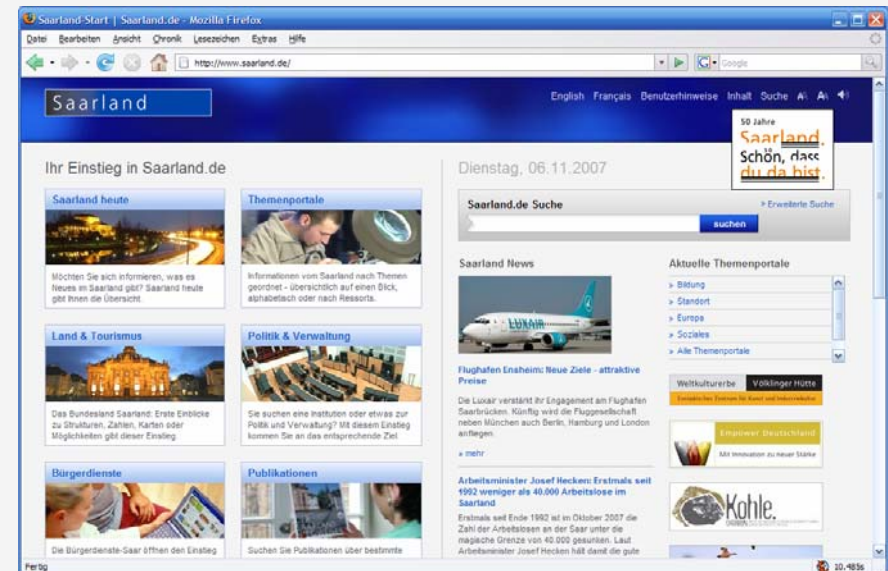 Saarland-Start | Saarland.de - Mozilla Firefox
Datei Bearbeiten Ansicht Chronik Lesezeichen Extras Hilfe
http://www.saarland.de/
Google
Saarland
English Français Benutzerhinweise Inhalt Suche A A
50 Jahre
Saarland.
Schön, dass
du da bist.
Ihr Einstieg in Saarland.de
Saarland heute
Möchten Sie sich informieren, was es
Neues im Saarland gibt? Saarland heute
gibt Ihnen die Übersicht.
Themenportale
Informationen vom Saarland nach Themen
geordnet - übersichtlich auf einen Blick,
alphabetisch oder nach Ressorts.
Land & Tourismus
Das Bundesland Saarland: Erste Einblicke
zu Strukturen, Zahlen, Karten oder
Möglichkeiten gibt dieser Einstieg.
Politik & Verwaltung
Sie suchen eine Institution oder etwas zur
Politik und Verwaltung? Mit diesem Einstieg
kommen Sie an das entsprechende Ziel.
Bürgerdienste
Die Bürgerdienste-Saar öffnen den Einstieg
Publikationen
Suchen Sie Publikationen über bestimmte
Dienstag, 06.11.2007
Saarland.de Suche
» Erweiterte Suche
suchen
Saarland News
LUXAIR
Flughafen Ensheim: Neue Ziele - attraktive
Preise
Die Luxair verstärkt ihr Engagement am Flughafen
Saarbrücken. Künftig wird die Fluggesellschaft
neben München auch Berlin, Hamburg und London
anfliegen.
» mehr
Arbeitsminister Josef Hecken: Erstmals seit
1992 weniger als 40.000 Arbeitslose im
Saarland
Erstmals seit Ende 1992 ist im Oktober 2007 die
Zahl der Arbeitslosen an der Saar unter die
magische Grenze von 40.000 gesunken. Laut
Arbeitsminister Josef Hecken hält damit die gute
Aktuelle Themenportale
» Bildung
» Standort
» Europa
» Soziales
» Alle Themenportale
Weltkulturerbe Völklinger Hütte
Europäisches Zentrum für Kunst und Industriekultur
Empower Deutschland
Mit Innovation zu neuer Stärke
Kohle.
Fertig
10.485s